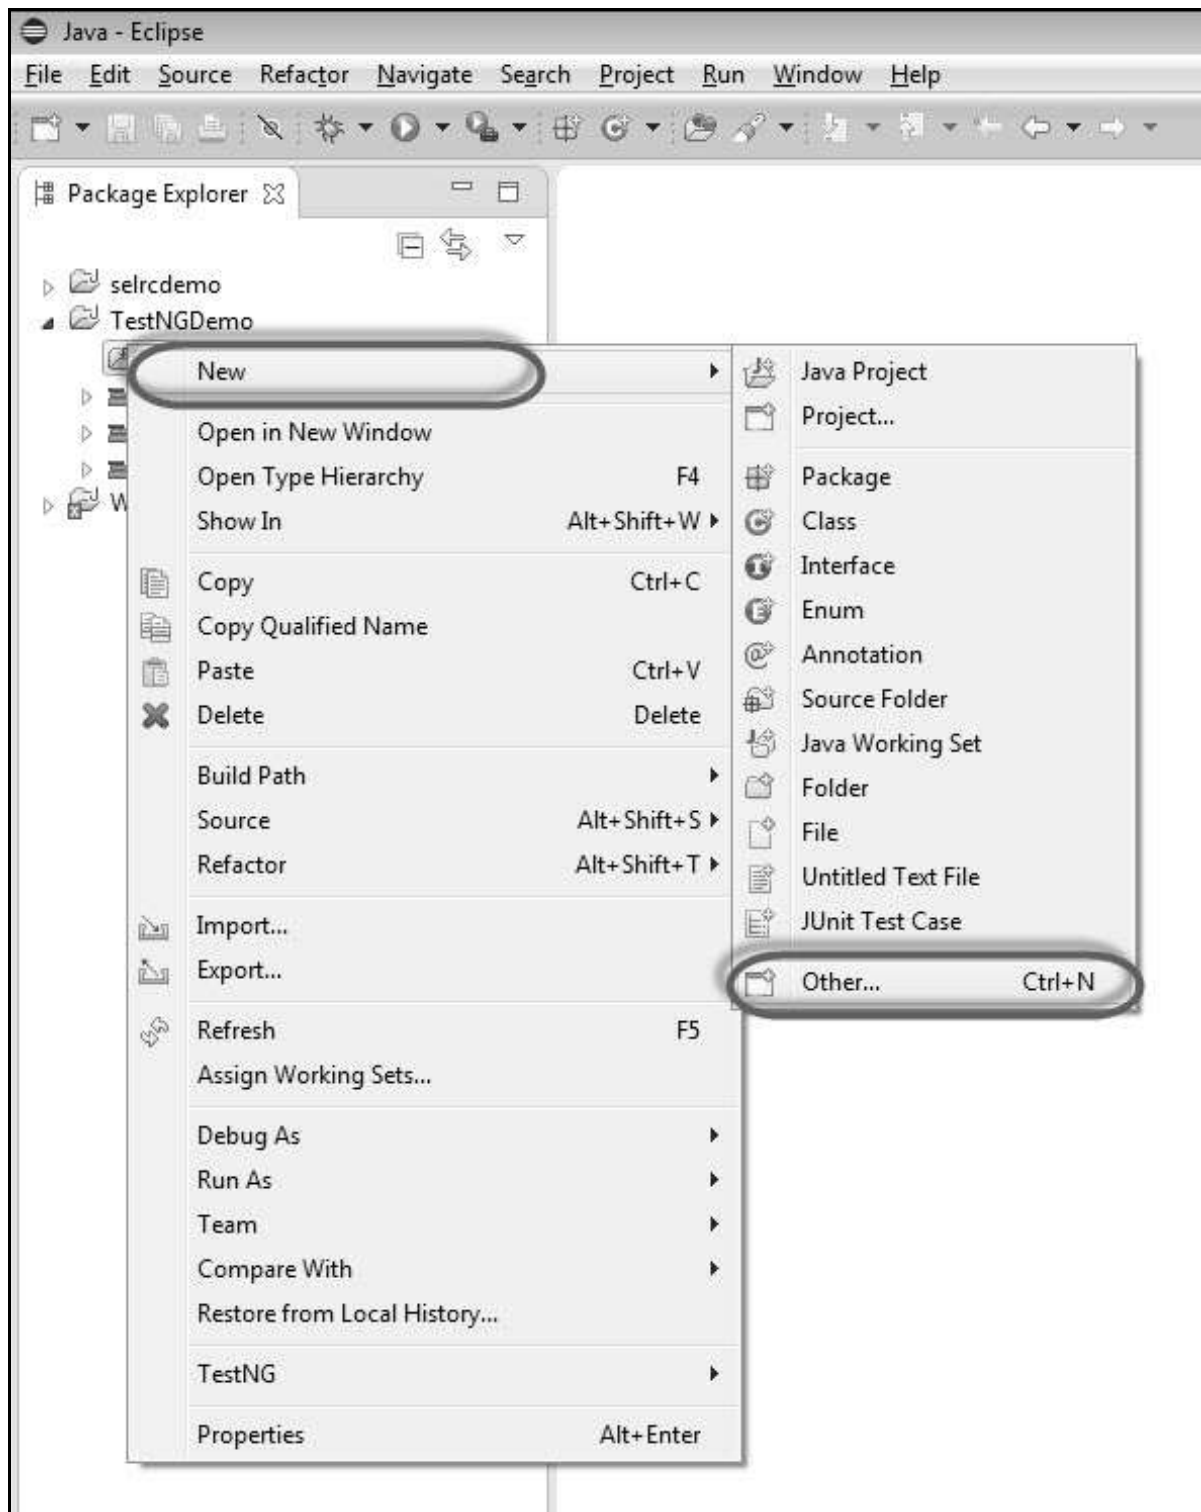 Java - Eclipse
File Edit Source Refactor Navigate Search Project Run Window Help
Package Explorer
selrcdemo
TestNGDemo
W
New
Open in New Window
Open Type Hierarchy F4
Show In Alt+Shift+W
Copy Ctrl+C
Copy Qualified Name
Paste Ctrl+V
Delete Delete
Build Path
Source Alt+Shift+S
Refactor Alt+Shift+T
Import...
Export...
Refresh F5
Assign Working Sets...
Debug As
Run As
Team
Compare With
Restore from Local History...
TestNG
Properties Alt+Enter
Java Project
Project...
Package
Class
Interface
Enum
Annotation
Source Folder
Java Working Set
Folder
File
Untitled Text File
JUnit Test Case
Other... Ctrl+N